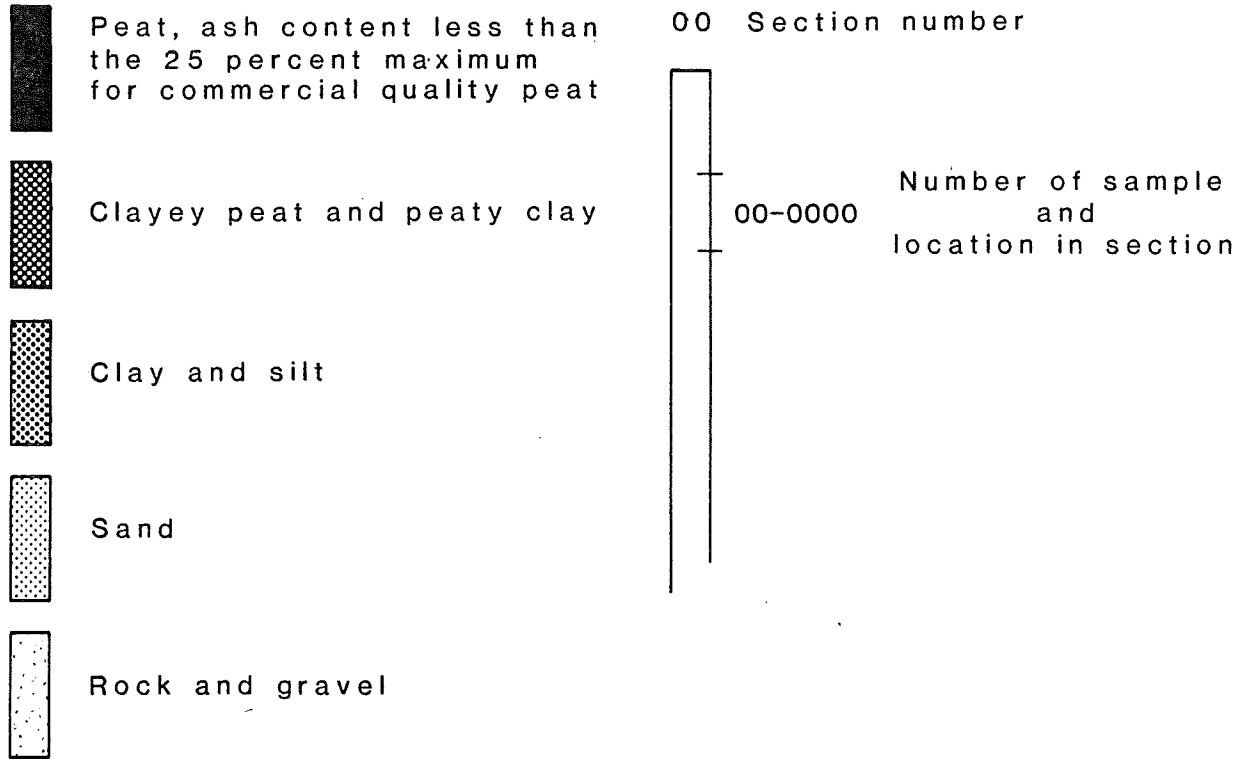 Peat, ash content less than
the 25 percent maximum
for commercial quality peat
Clayey peat and peaty clay
Clay and silt
Sand
Rock and gravel
00 Section number
00-0000
Number of sample
and
location in section